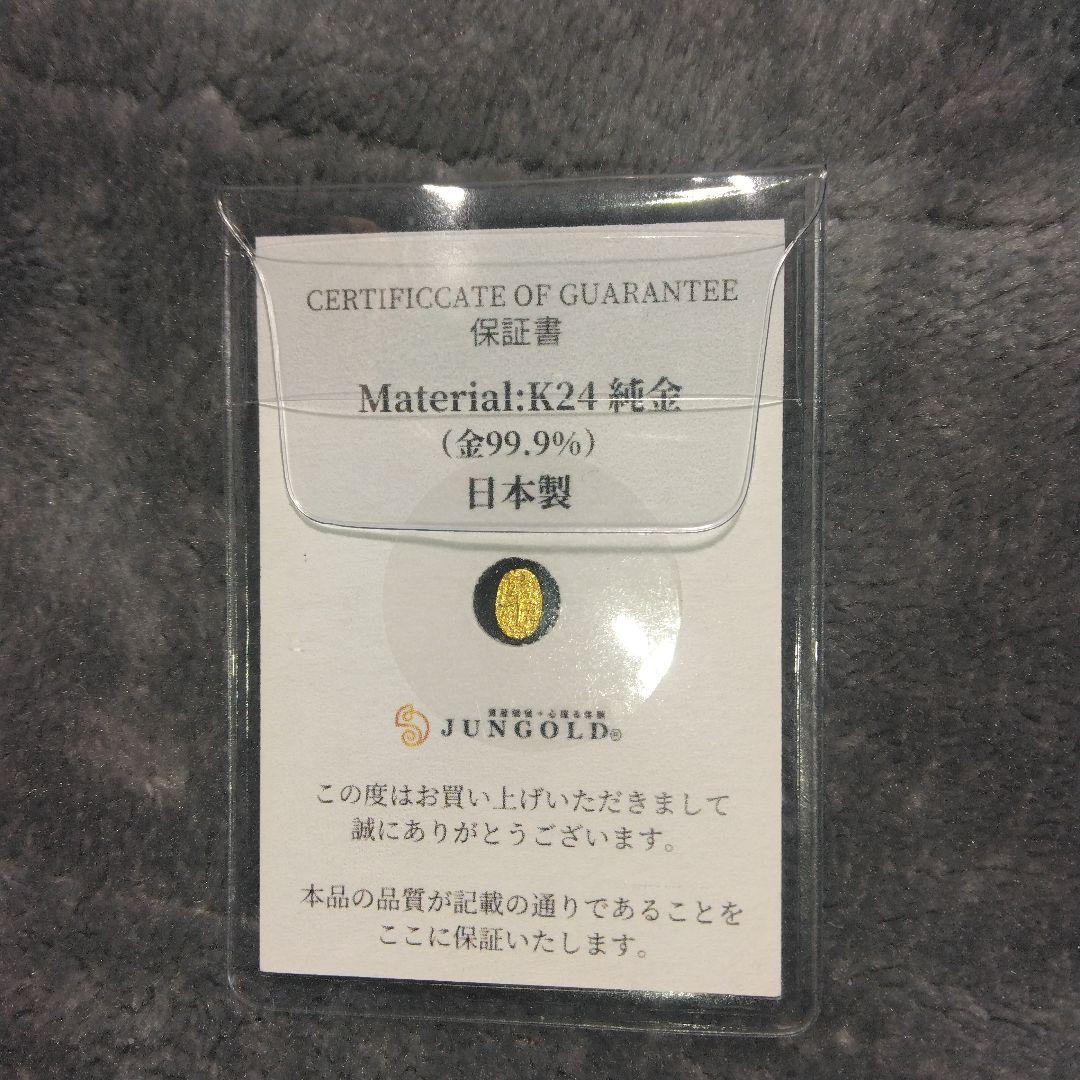 CERTIFICCATE OF GUARANTEE
保証書
Material:K24 純金
(金99.9%)
日本製
JUNGOLD®
この度はお買い上げいただきまして
誠にありがとうございます。
本品の品質が記載の通りであることを
ここに保証いたします。